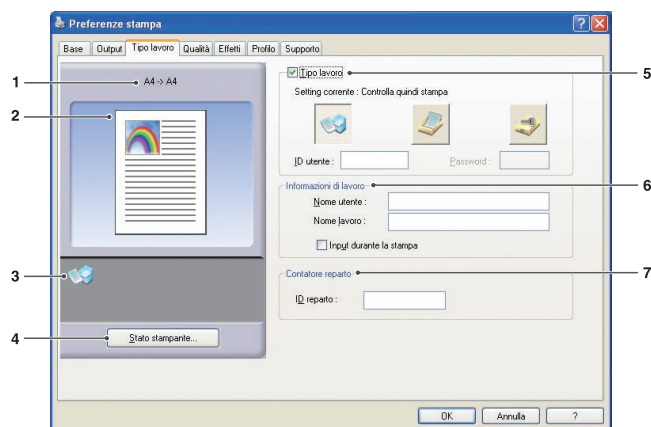 Preferenze stampa
Base Output Tipo lavoro Qualità Effetti Profilo Supporto
1
A4 -> A4
2
3
4
Stato stampante...
Tipo lavoro
5
Setting corrente : Controlla quindi stampa
ID utente :
Password :
Informazioni di lavoro
6
Nome utente :
Nome lavoro :
Input durante la stampa
Contatore reparto
7
ID reparto :
OK Annulla ?